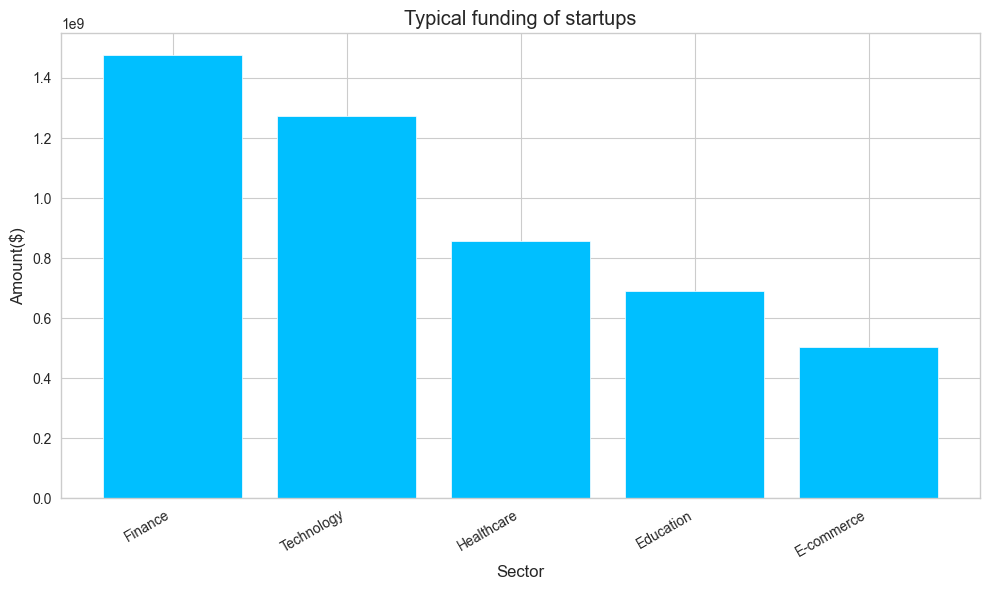 Typical funding of startups
1e9
1.4
1.2
1.0
0.8
0.6
0.4
0.2
0.0
Amount($)
Finance
Technology
Healthcare
Education
E-commerce
Sector